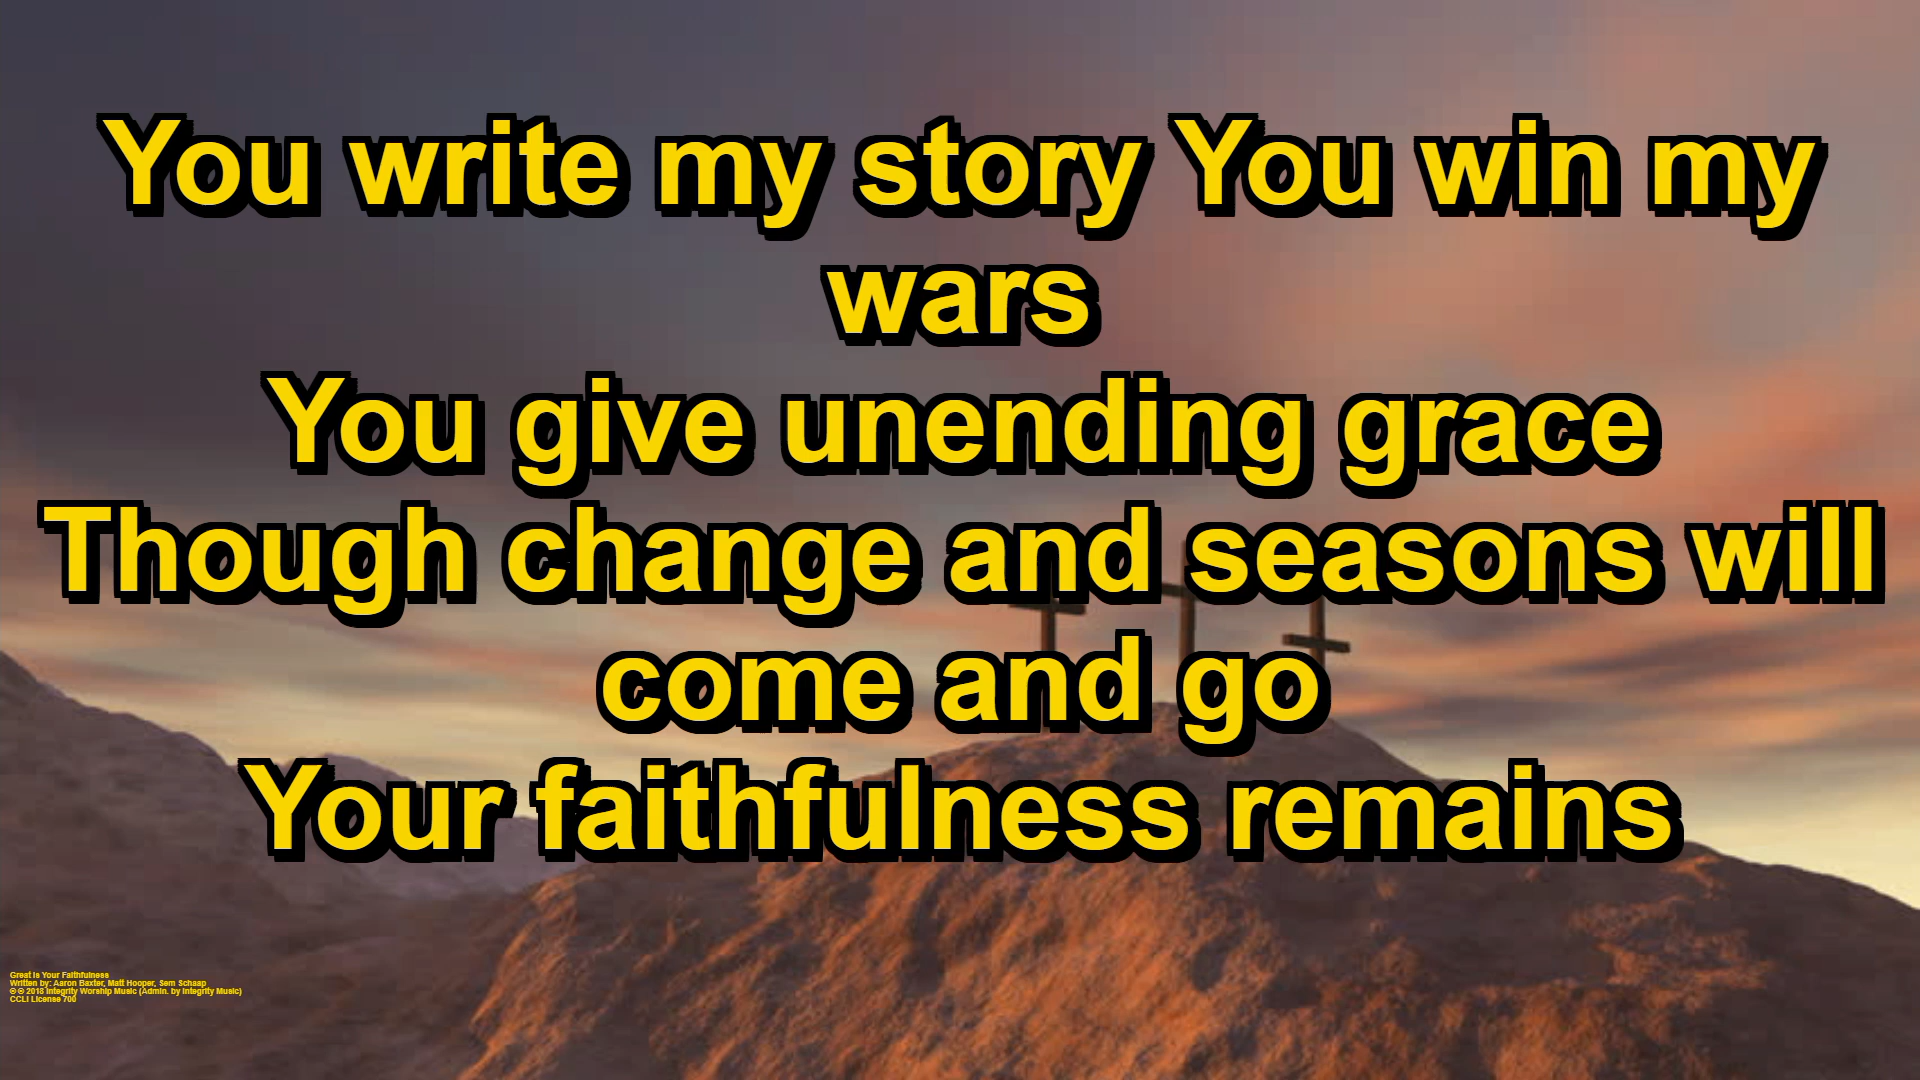 You write my story You win my
wars
You give unending grace
Though change and seasons will
come and go
Your faithfulness remains
Great Is Your Faithfulness
Written by: Aaron Baxter, Matt Hooper, Sem Schaap
© ℗ 2018 Integrity Worship Music (Admin. by Integrity Music)
CCLI License 700